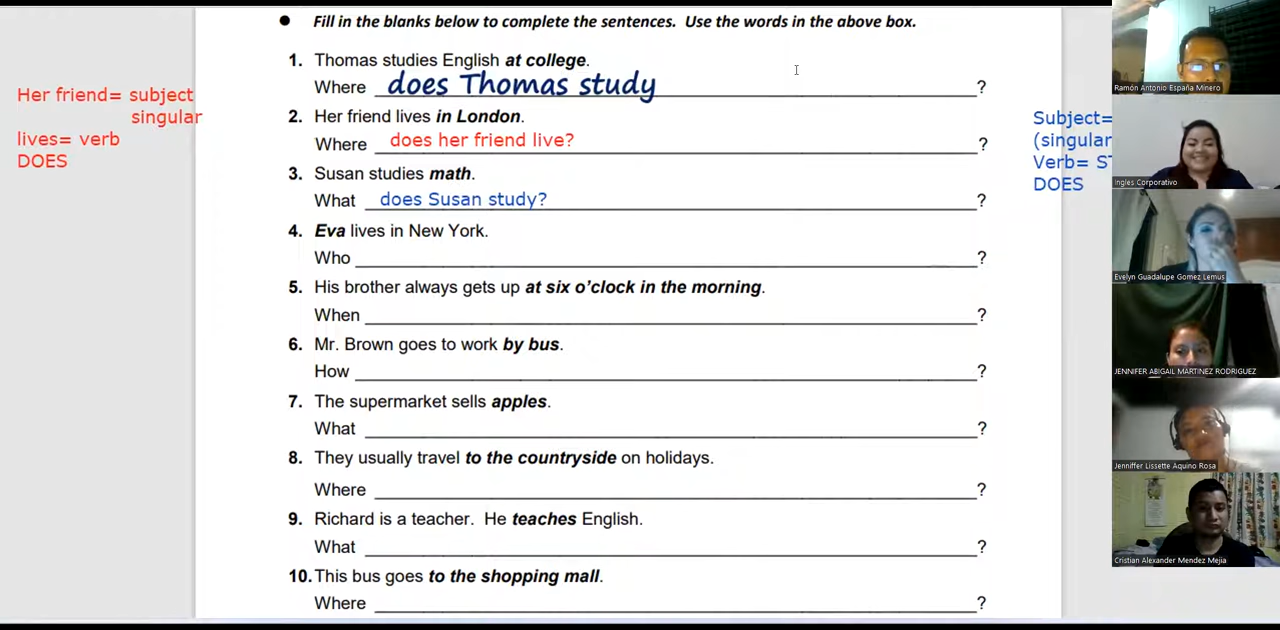 ● Fill in the blanks below to complete the sentences. Use the words in the above box.
1. Thomas studies English at college.
Where does Thomas study ?
2. Her friend lives in London.
Where does her friend live? ?
3. Susan studies math.
What does Susan study? ?
4. Eva lives in New York.
Who ?
5. His brother always gets up at six o'clock in the morning.
When ?
6. Mr. Brown goes to work by bus.
How ?
7. The supermarket sells apples.
What ?
8. They usually travel to the countryside on holidays.
Where ?
9. Richard is a teacher. He teaches English.
What ?
10. This bus goes to the shopping mall.
Where ?
Her friend= subject
singular
lives= verb
DOES
Subject=
(singular
Verb= ST
DOES
Ramón Antonio España Minero
Ingles Corporativo
Evelyn Guadalupe Gomez Lemus
JENNIFER ABIGAIL MARTINEZ RODRIGUEZ
Jenniffer Lissette Aquino Rosa
Cristian Alexander Mendez Mejia